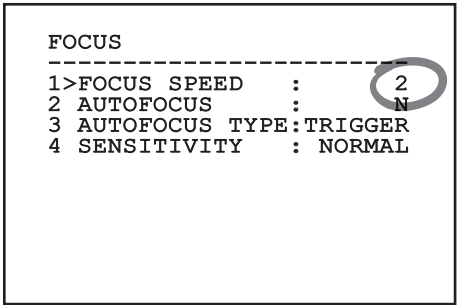 FOCUS
------------------------
1>FOCUS SPEED : 2
2 AUTOFOCUS : N
3 AUTOFOCUS TYPE:TRIGGER
4 SENSITIVITY : NORMAL